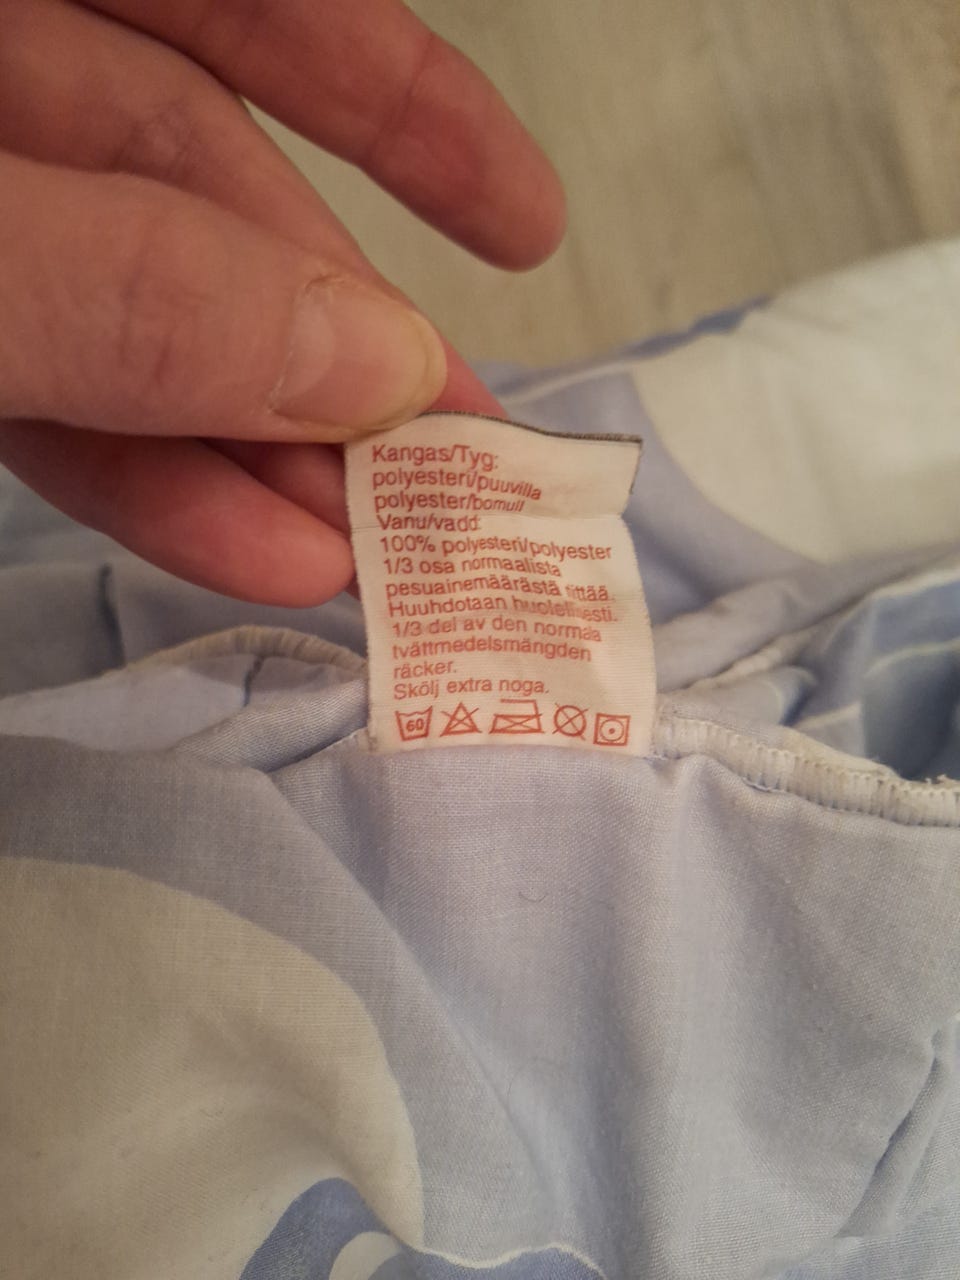 Kangas/Tyg:
polyesteri/puuvilla
polyester/bomull
Vanu/vadd:
100% polyesteri/polyester
1/3 osa normaalista
pesuainemäärästä riittää.
Huuhdotaan huolellisesti.
1/3 del av den normala
tvättmedelsmängden
räcker.
Skölj extra noga.
60